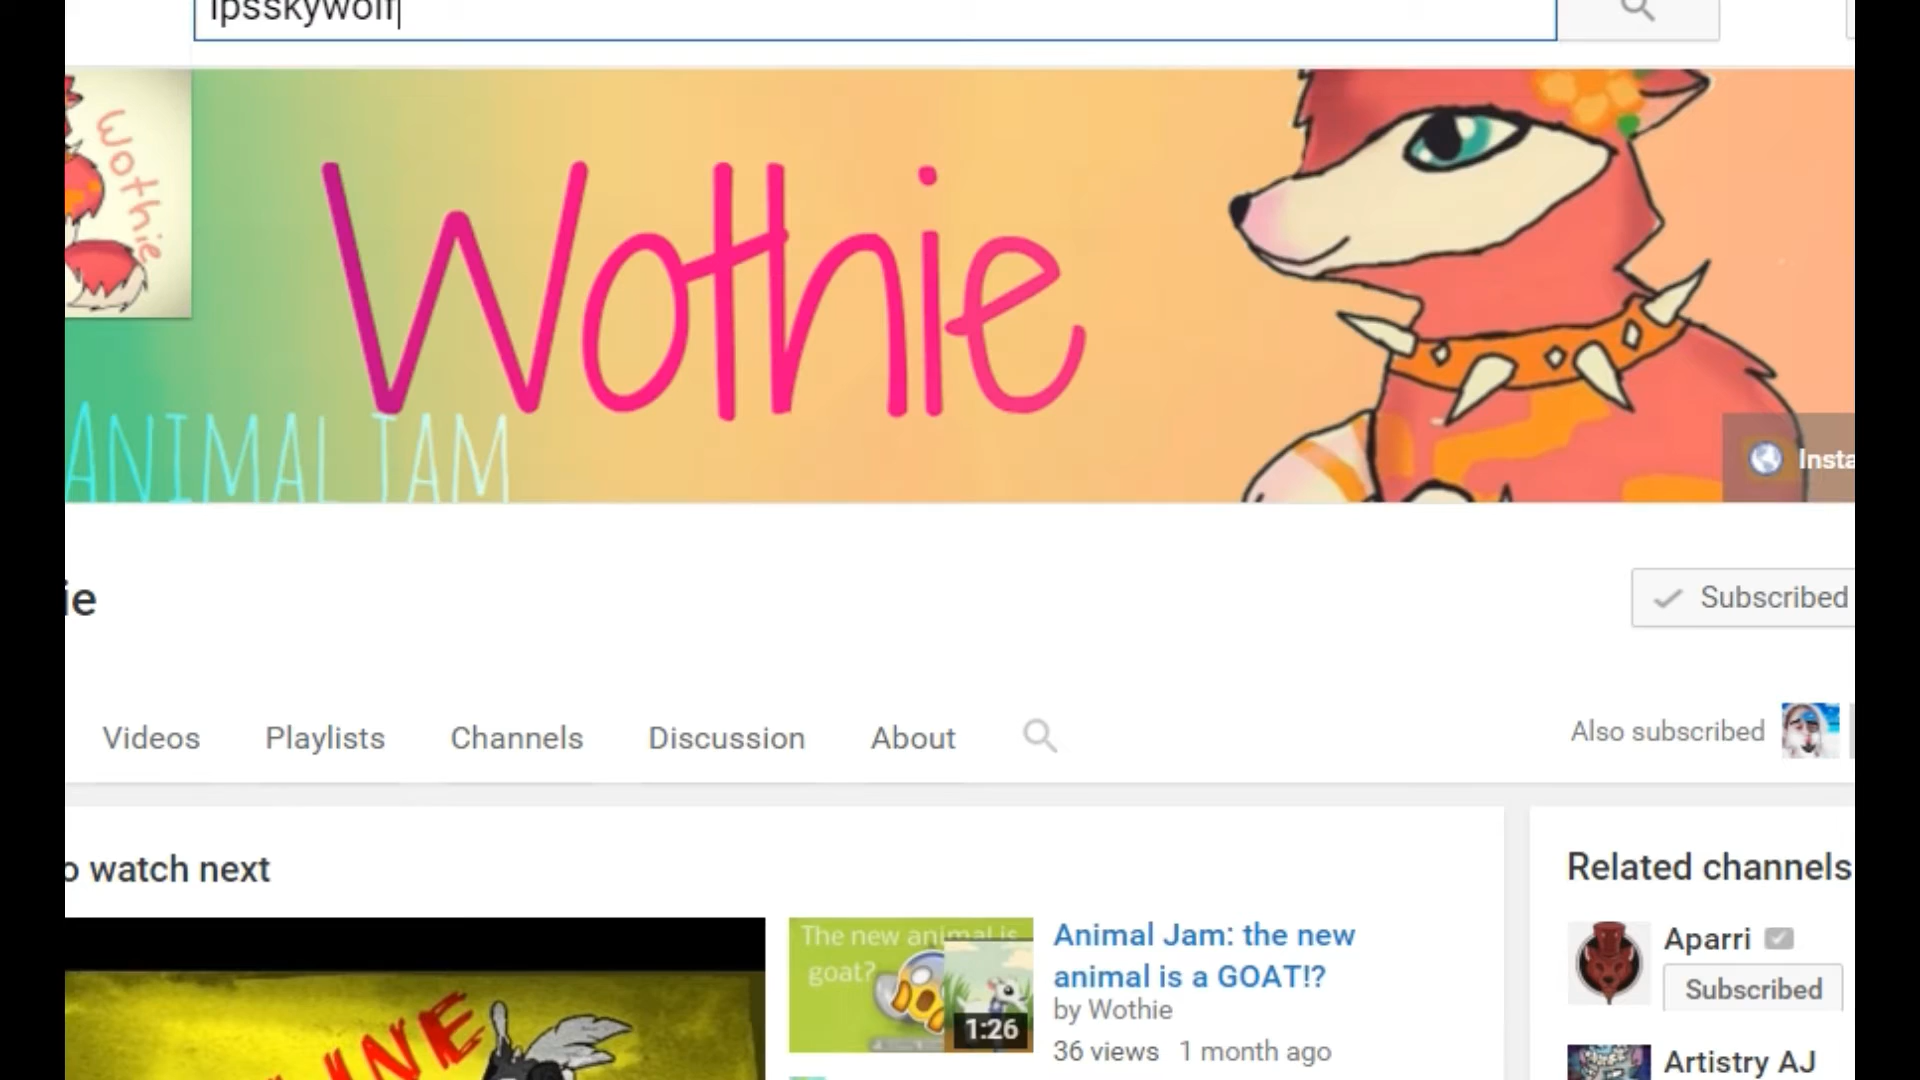 lpsskywolf
Wothie
Wothie
ANIMAL JAM
Insta
ie
Subscribed
Videos Playlists Channels Discussion About
Also subscribed
o watch next
Related channels
The new animal is
goat?
1:26
Animal Jam: the new
animal is a GOAT!?
by Wothie
36 views 1 month ago
Aparri
Subscribed
Artistry AJ
INE